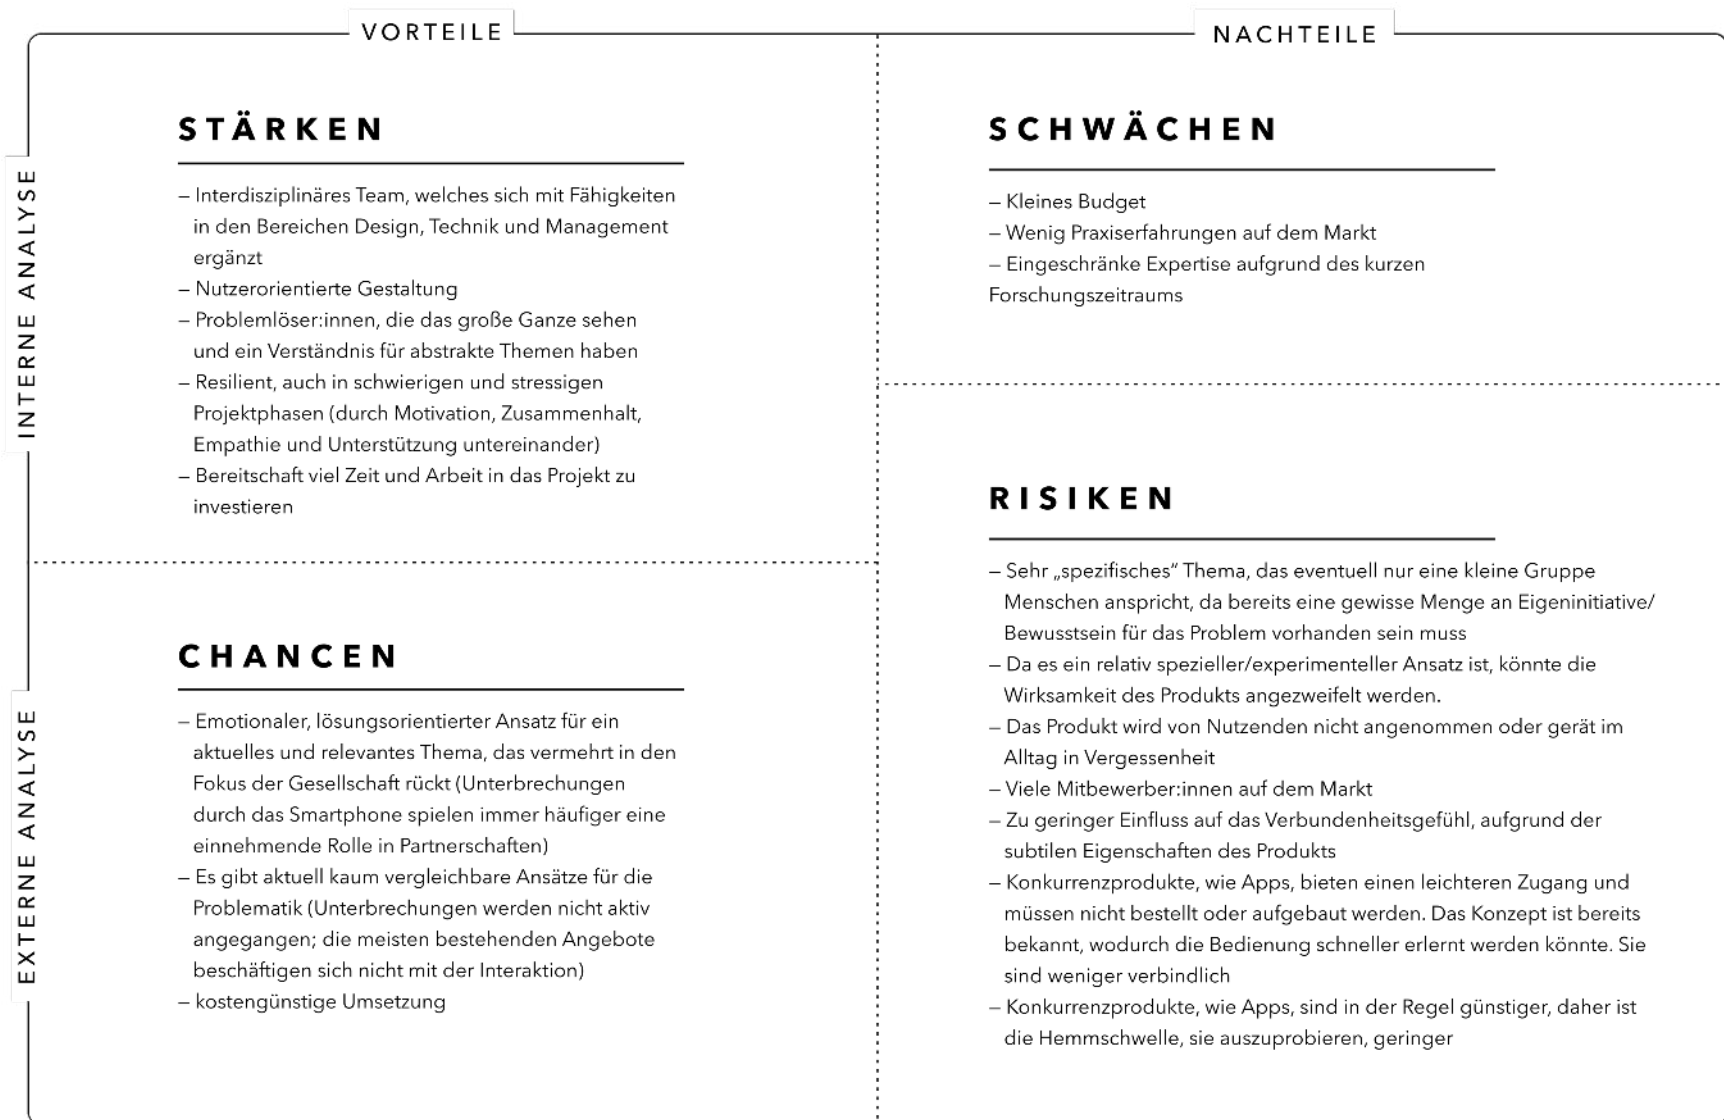 VORTEILE
NACHTEILE
INTERNE ANALYSE
STÄRKEN
– Interdisziplinäres Team, welches sich mit Fähigkeiten
in den Bereichen Design, Technik und Management
ergänzt
– Nutzerorientierte Gestaltung
– Problemlöser:innen, die das große Ganze sehen
und ein Verständnis für abstrakte Themen haben
– Resilient, auch in schwierigen und stressigen
Projektphasen (durch Motivation, Zusammenhalt,
Empathie und Unterstützung untereinander)
– Bereitschaft viel Zeit und Arbeit in das Projekt zu
investieren
SCHWÄCHEN
– Kleines Budget
– Wenig Praxiserfahrungen auf dem Markt
– Eingeschränke Expertise aufgrund des kurzen
Forschungszeitraums
EXTERNE ANALYSE
CHANCEN
– Emotionaler, lösungsorientierter Ansatz für ein
aktuelles und relevantes Thema, das vermehrt in den
Fokus der Gesellschaft rückt (Unterbrechungen
durch das Smartphone spielen immer häufiger eine
einnehmende Rolle in Partnerschaften)
– Es gibt aktuell kaum vergleichbare Ansätze für die
Problematik (Unterbrechungen werden nicht aktiv
angegangen; die meisten bestehenden Angebote
beschäftigen sich nicht mit der Interaktion)
– kostengünstige Umsetzung
RISIKEN
– Sehr „spezifisches“ Thema, das eventuell nur eine kleine Gruppe
Menschen anspricht, da bereits eine gewisse Menge an Eigeninitiative/
Bewusstsein für das Problem vorhanden sein muss
– Da es ein relativ spezieller/experimenteller Ansatz ist, könnte die
Wirksamkeit des Produkts angezweifelt werden.
– Das Produkt wird von Nutzenden nicht angenommen oder gerät im
Alltag in Vergessenheit
– Viele Mitbewerber:innen auf dem Markt
– Zu geringer Einfluss auf das Verbundenheitsgefühl, aufgrund der
subtilen Eigenschaften des Produkts
– Konkurrenzprodukte, wie Apps, bieten einen leichteren Zugang und
müssen nicht bestellt oder aufgebaut werden. Das Konzept ist bereits
bekannt, wodurch die Bedienung schneller erlernt werden könnte. Sie
sind weniger verbindlich
– Konkurrenzprodukte, wie Apps, sind in der Regel günstiger, daher ist
die Hemmschwelle, sie auszuprobieren, geringer